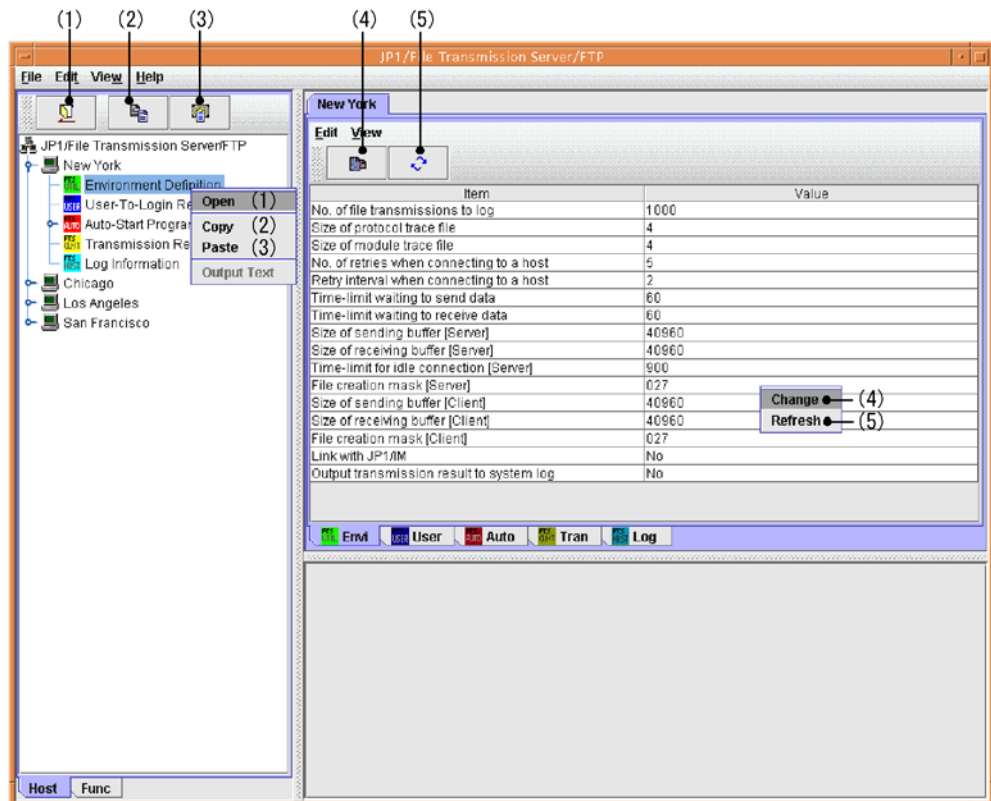 (1) (2) (3) (4) (5)
JP1/File Transmission Server/FTP
File Edit View Help
JP1/File Transmission Server/FTP
New York
Environment Definition
User-To-Login Re
Auto-Start Progra
Transmission Re
Log Information
Chicago
Los Angeles
San Francisco
Open (1)
Copy (2)
Paste (3)
Output Text
Host Func
New York
Edit View
Item Value
No. of file transmissions to log 1000
Size of protocol trace file 4
Size of module trace file 4
No. of retries when connecting to a host 5
Retry interval when connecting to a host 2
Time-limit waiting to send data 60
Time-limit waiting to receive data 60
Size of sending buffer [Server] 40960
Size of receiving buffer [Server] 40960
Time-limit for idle connection [Server] 900
File creation mask [Server] 027
Size of sending buffer [Client] 40960
Size of receiving buffer [Client] 40960
File creation mask [Client] 027
Link with JP1/IM No
Output transmission result to system log No
Change (4)
Refresh (5)
Envi User Auto Tran Log